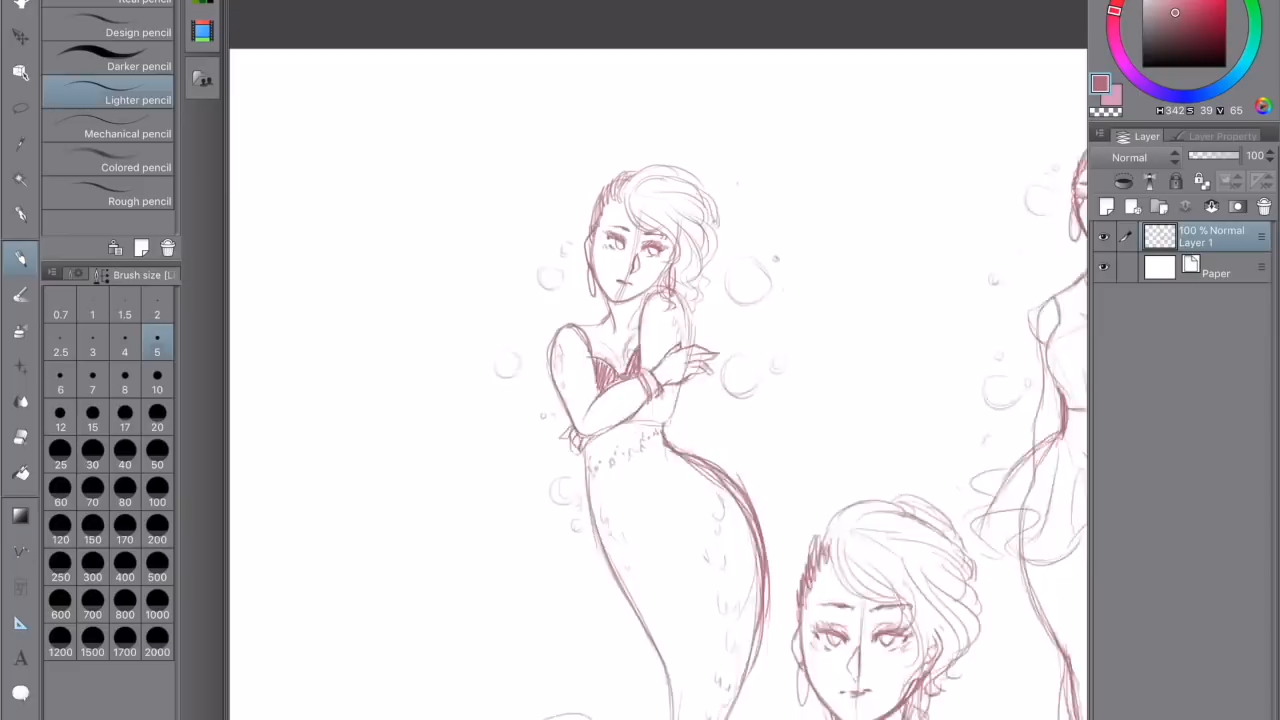 Real pencil
Design pencil
Darker pencil
Lighter pencil
Mechanical pencil
Colored pencil
Rough pencil
Brush size [Li
0.7 1 1.5 2
2.5 3 4 5
6 7 8 10
12 15 17 20
25 30 40 50
60 70 80 100
120 150 170 200
250 300 400 500
600 700 800 1000
1200 1500 1700 2000
H 342 S 39 V 65
Layer Layer Property
Normal 100
100 % Normal
Layer 1
Paper